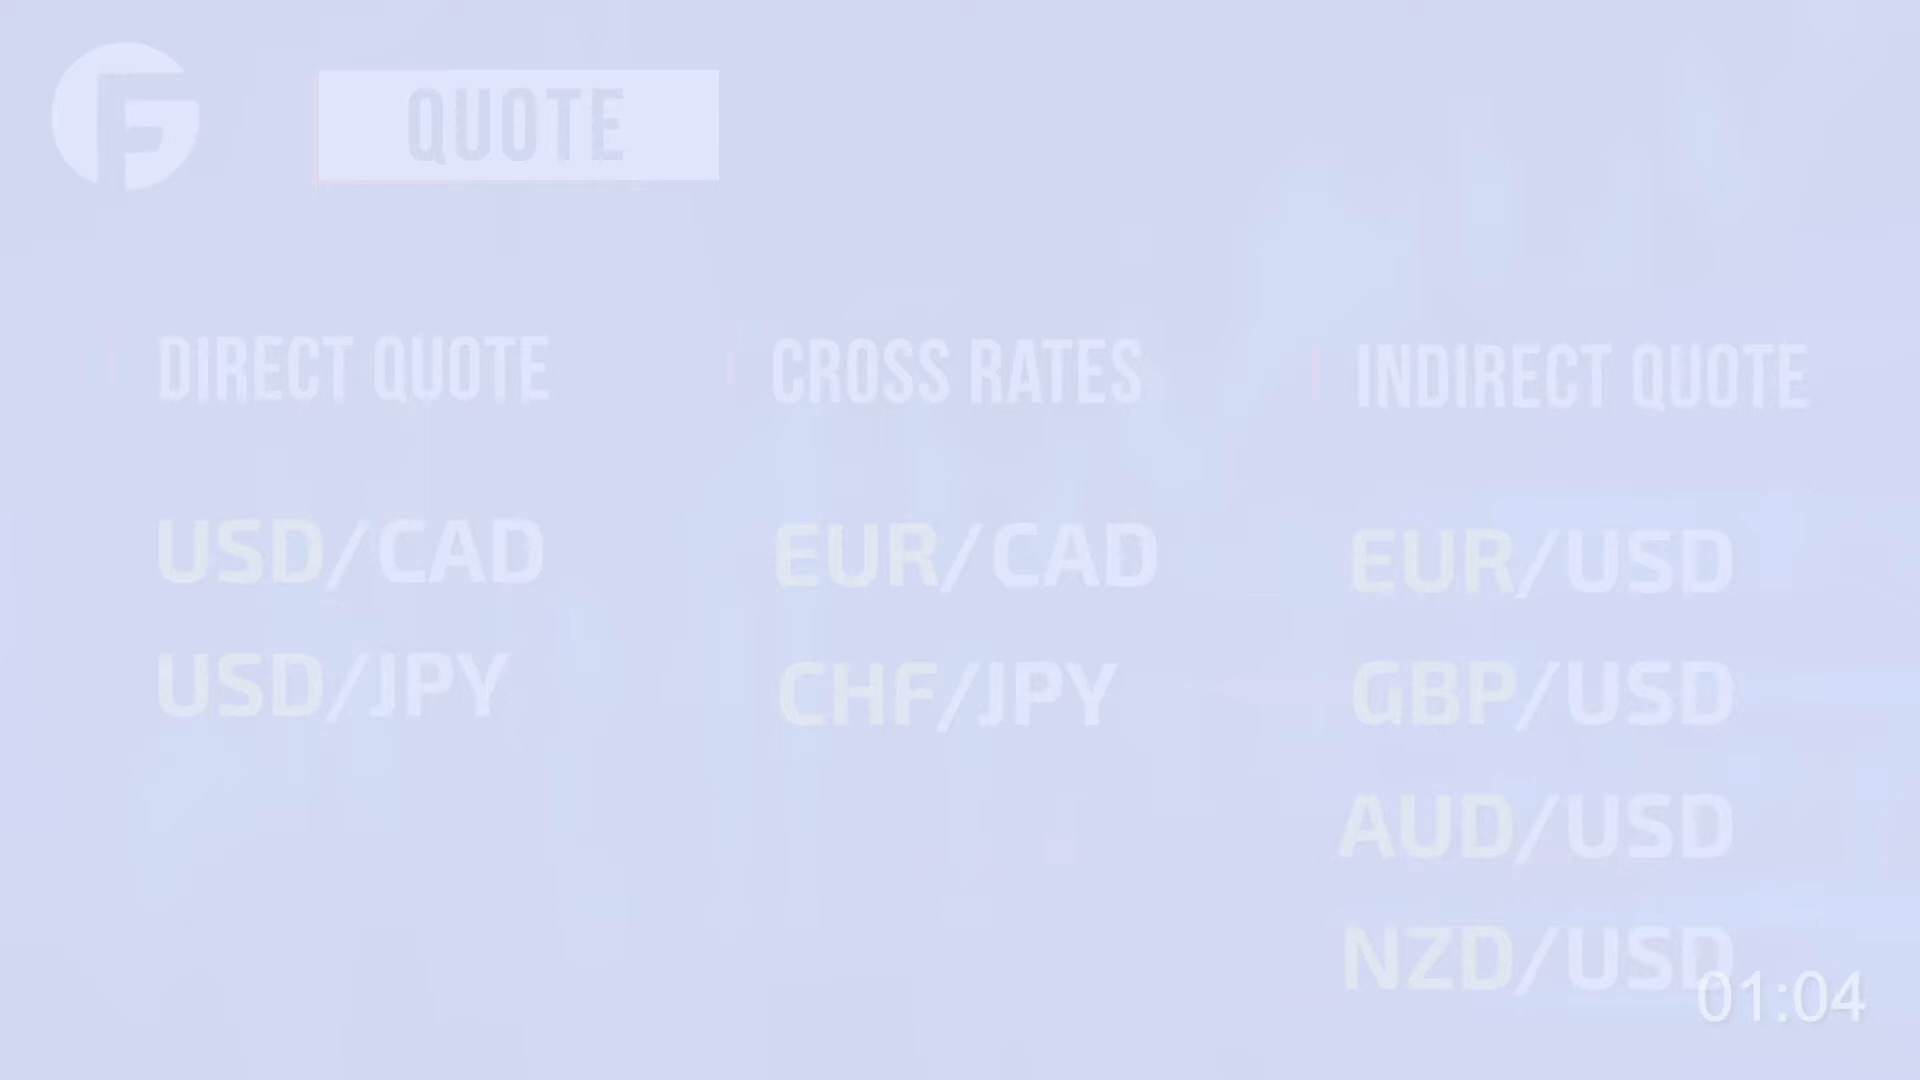 QUOTE
DIRECT QUOTE
USD/CAD
USD/JPY
CROSS RATES
EUR/CAD
CHF/JPY
INDIRECT QUOTE
EUR/USD
GBP/USD
AUD/USD
NZD/USD
01:04